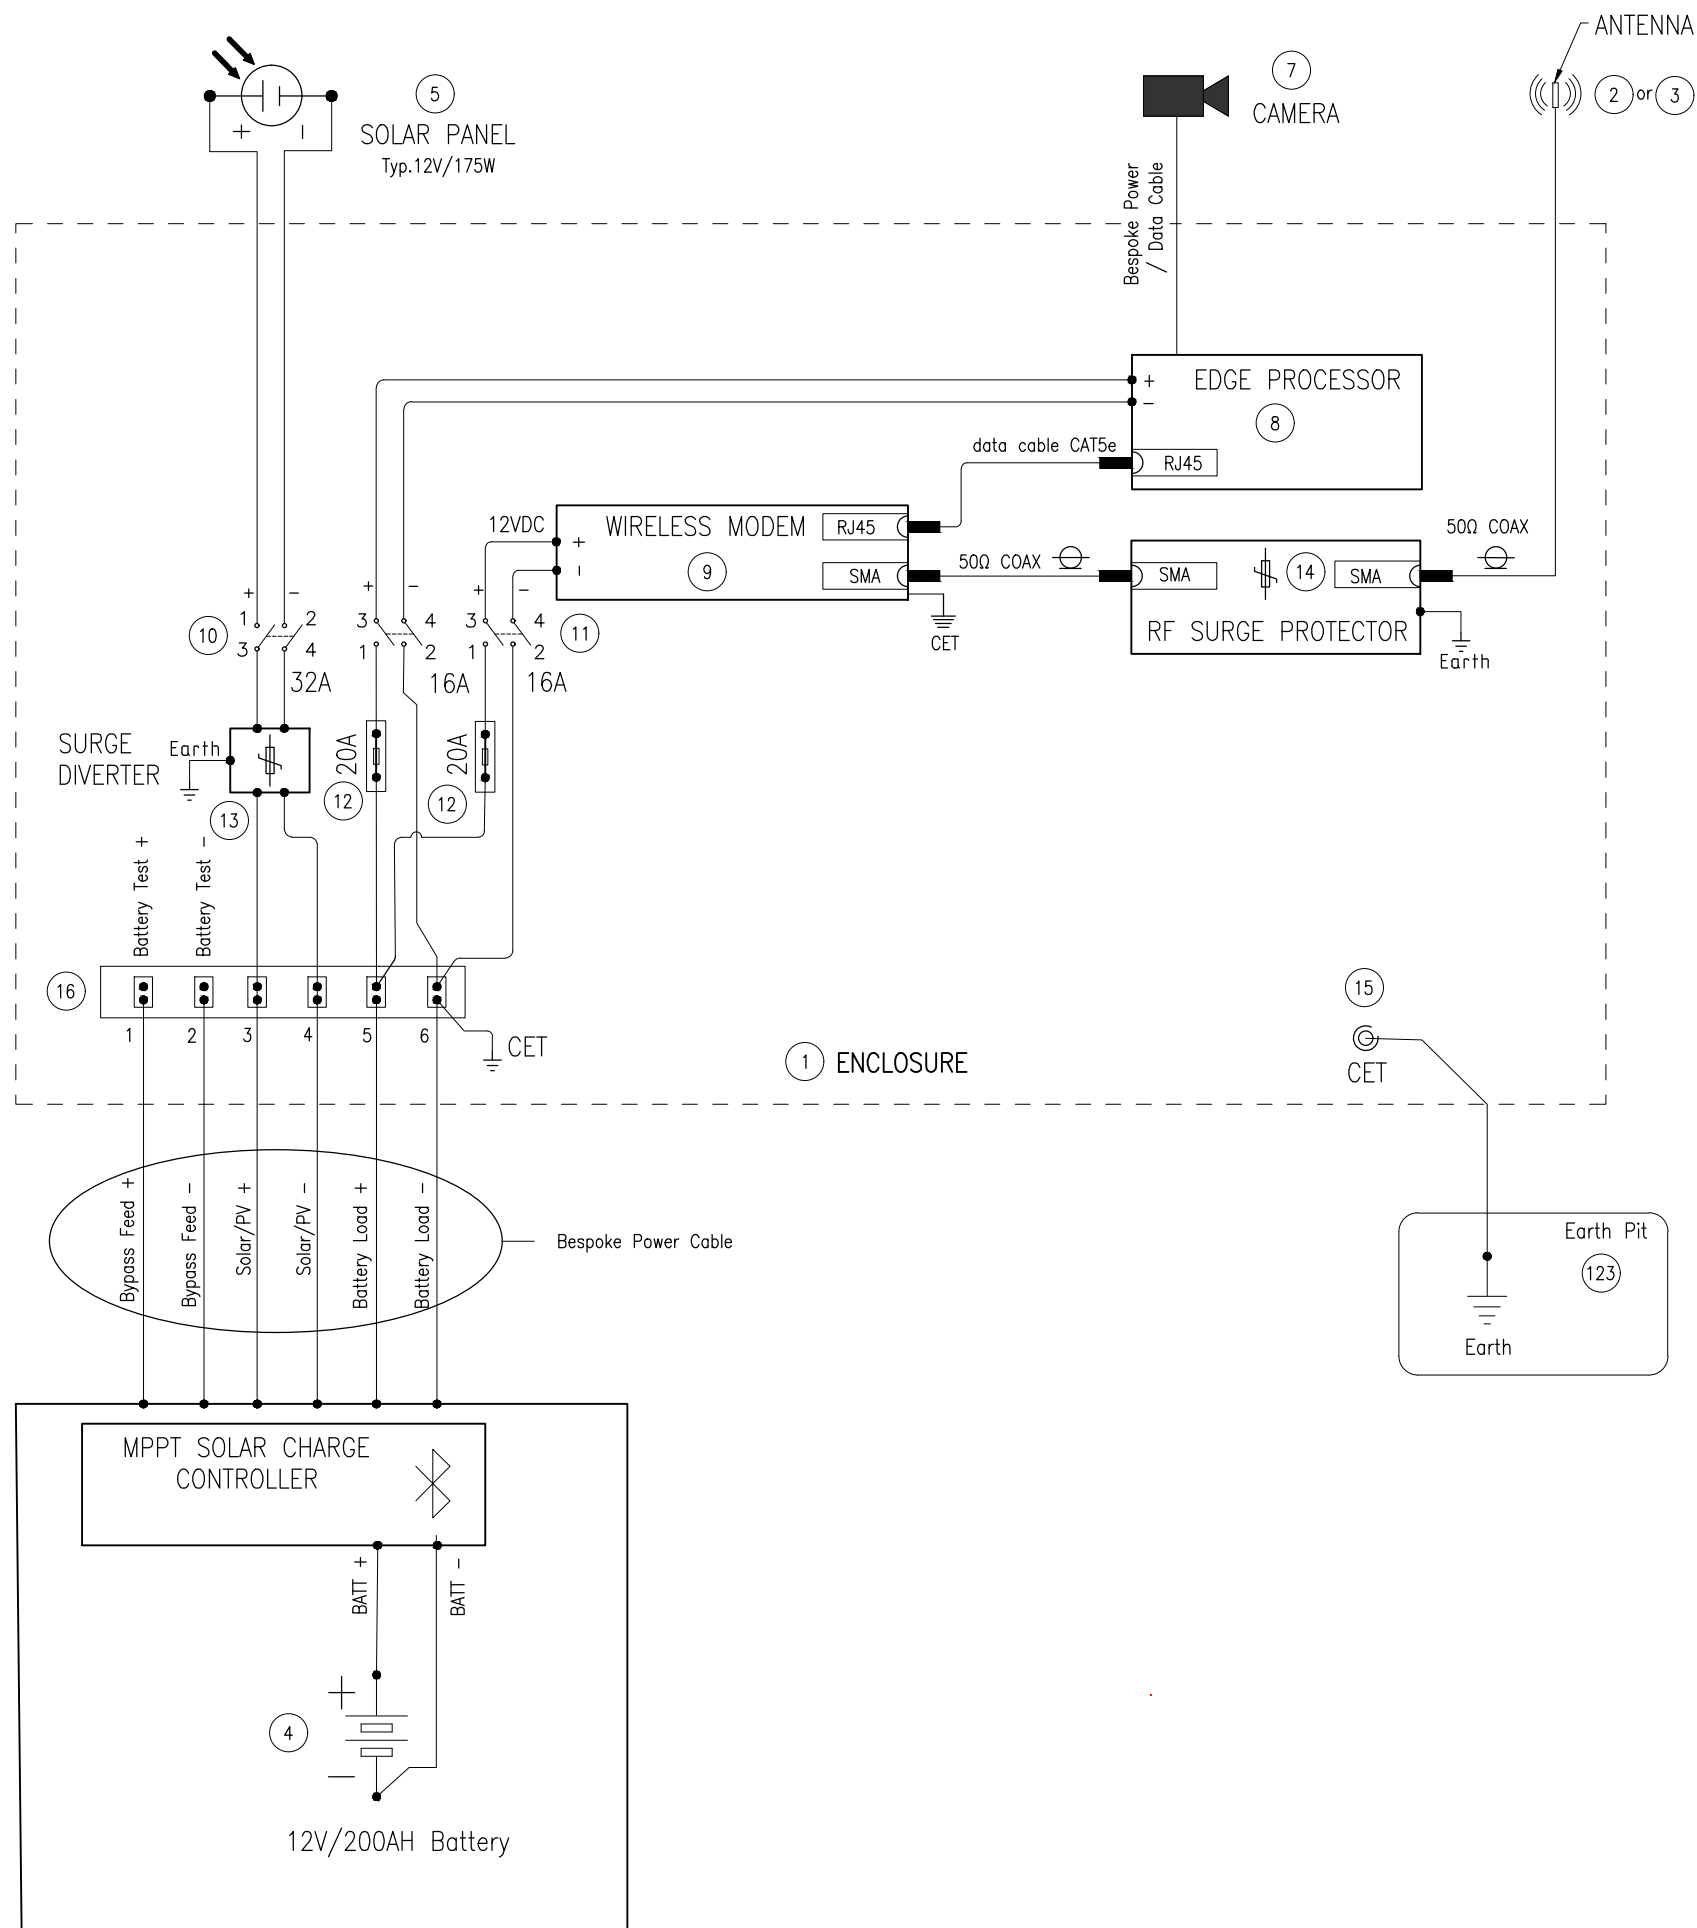 ANTENNA
5
SOLAR PANEL
Typ.12V/175W
+
–
7
CAMERA
2 or 3
Bespoke Power
/ Data Cable
+
–
EDGE PROCESSOR
8
data cable CAT5e
RJ45
12VDC
+
–
WIRELESS MODEM
9
RJ45
SMA
50Ω COAX
SMA
14
SMA
RF SURGE PROTECTOR
50Ω COAX
CET
Earth
+ –
1 2
10
3 4
32A
+ –
3 4
1 2
16A
+ –
3 4
11
1 2
16A
SURGE
DIVERTER
Earth
13
20A
12
20A
12
Battery Test +
Battery Test -
16
1 2 3 4 5 6
CET
1 ENCLOSURE
15
CET
Bypass Feed +
Bypass Feed -
Solar/PV +
Solar/PV -
Battery Load +
Battery Load -
Bespoke Power Cable
Earth Pit
123
Earth
MPPT SOLAR CHARGE
CONTROLLER
BATT +
BATT -
+
4
–
12V/200AH Battery